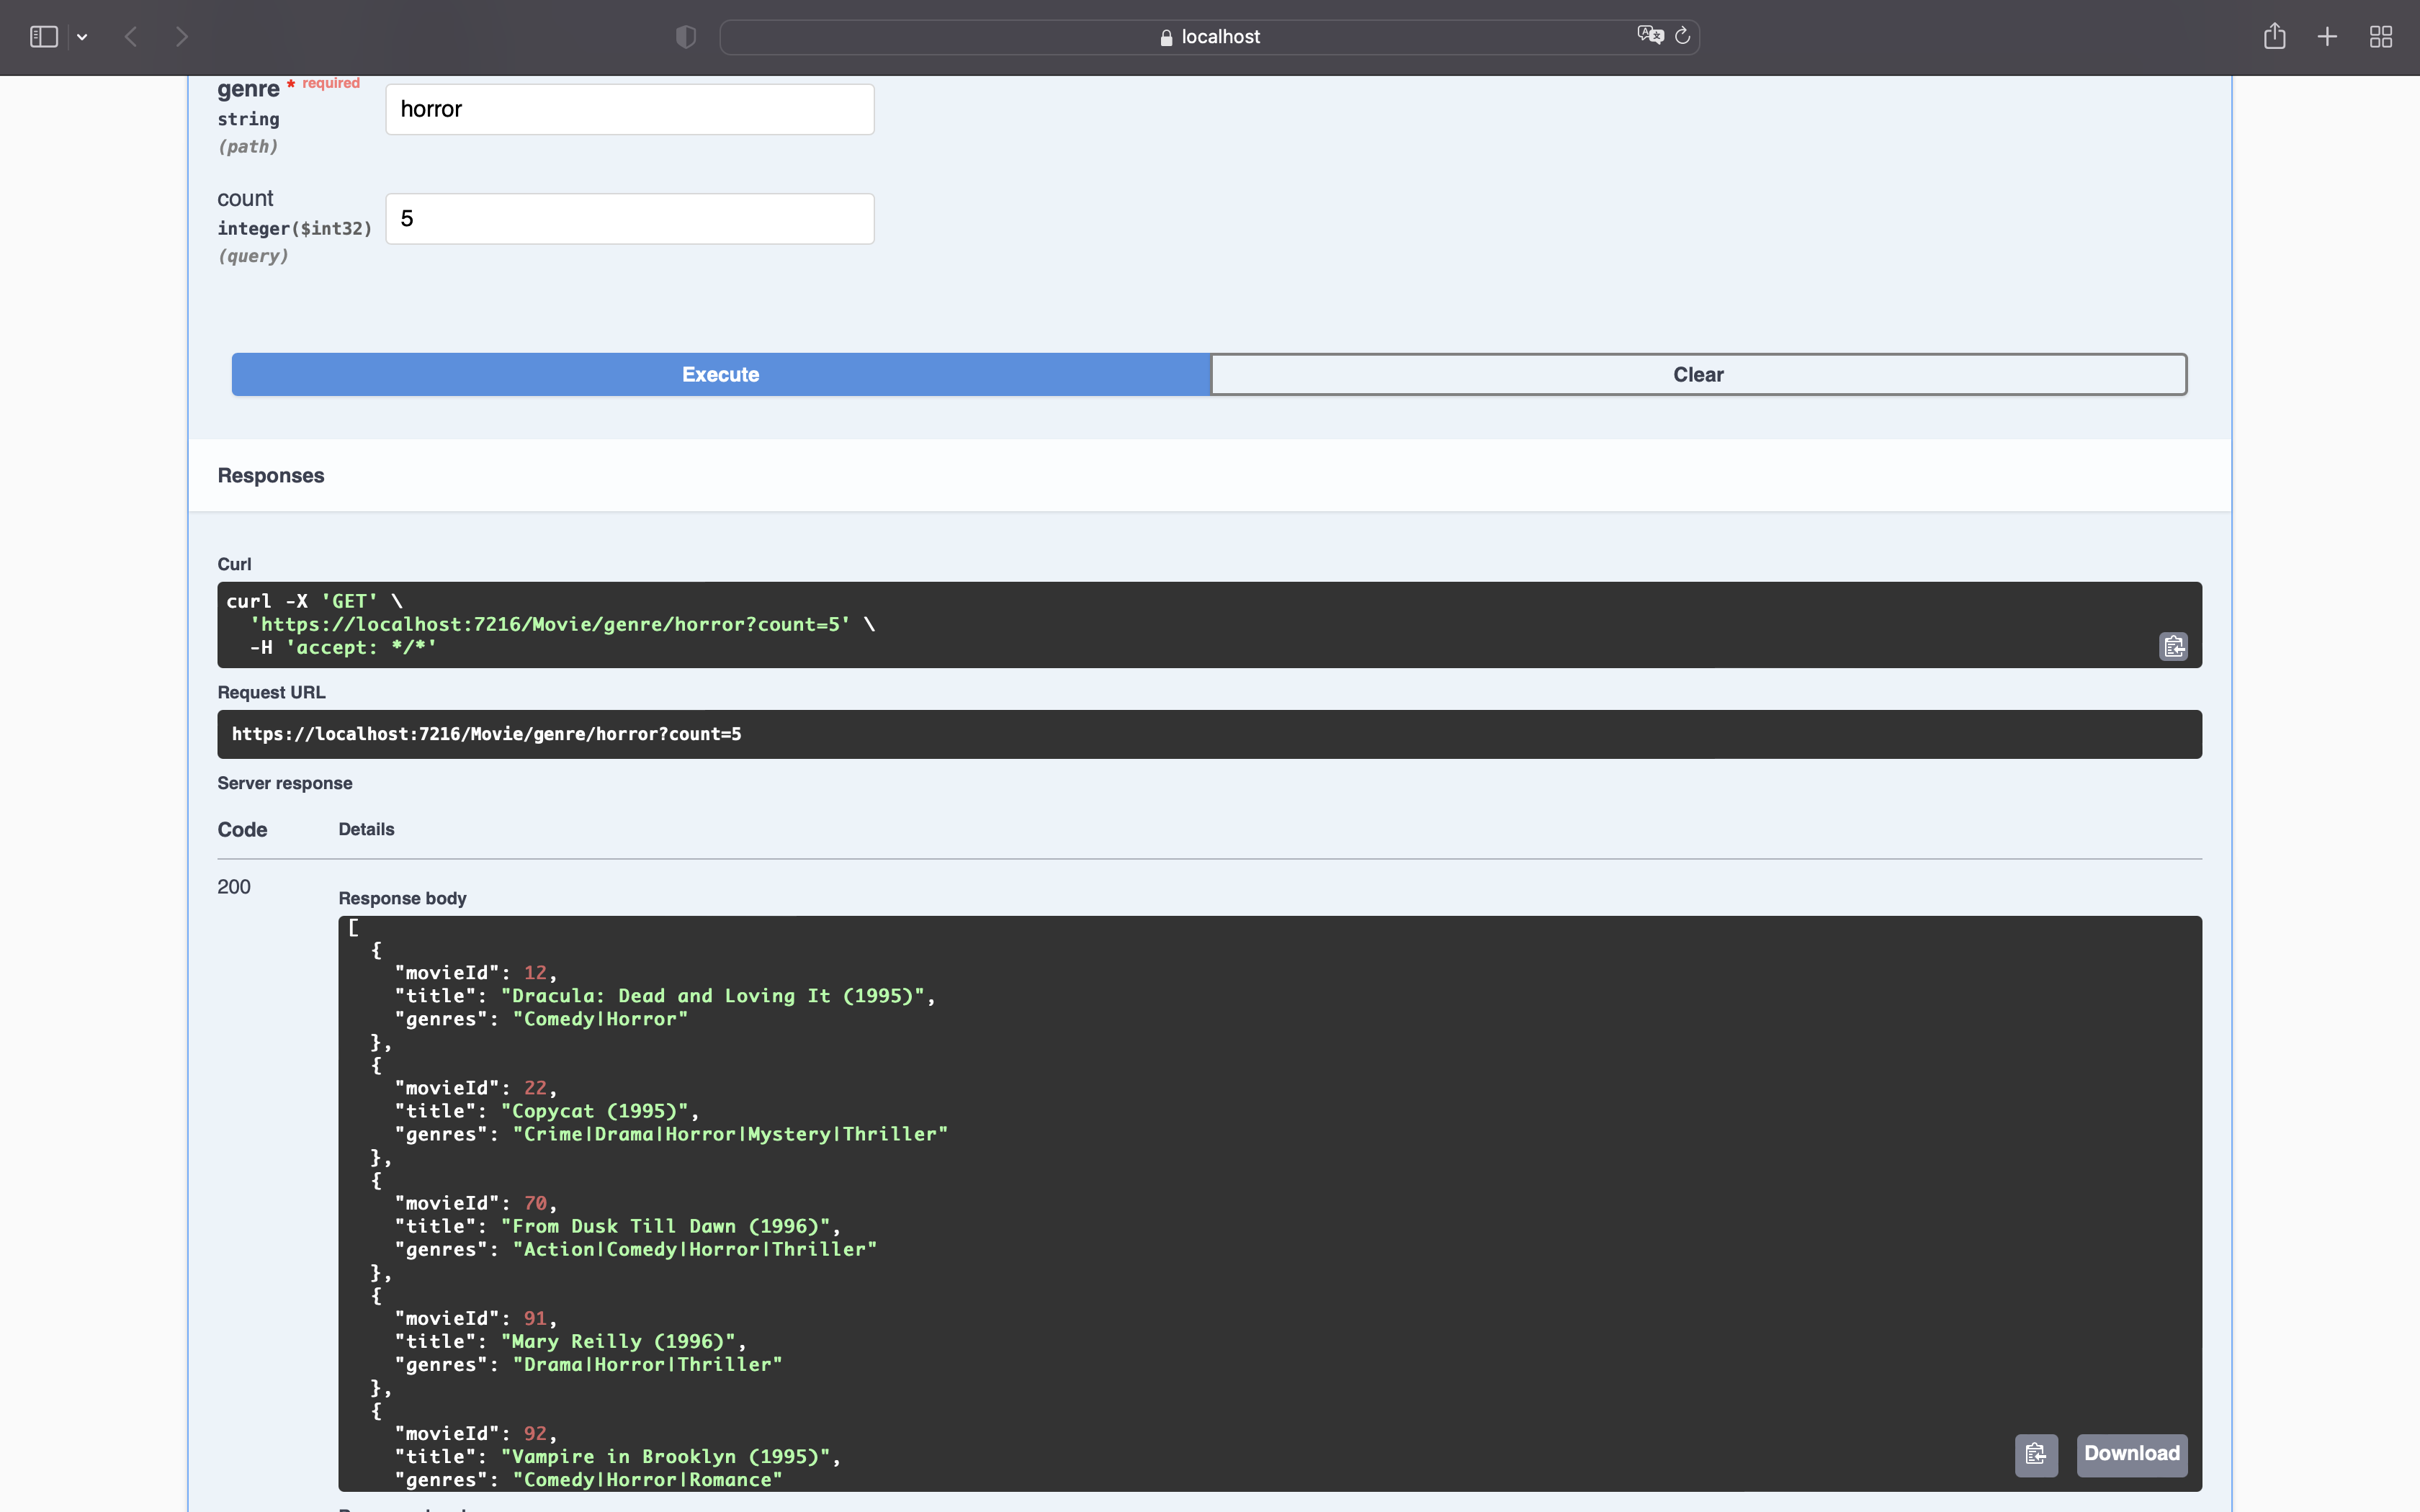 localhost
genre * required
string
(path)
horror
count
integer($int32)
(query)
5
Execute
Clear
Responses
Curl
curl -X 'GET' \
  'https://localhost:7216/Movie/genre/horror?count=5' \
  -H 'accept: */*'
Request URL
https://localhost:7216/Movie/genre/horror?count=5
Server response
Code
Details
200
Response body
[
  {
    "movieId": 12,
    "title": "Dracula: Dead and Loving It (1995)",
    "genres": "Comedy|Horror"
  },
  {
    "movieId": 22,
    "title": "Copycat (1995)",
    "genres": "Crime|Drama|Horror|Mystery|Thriller"
  },
  {
    "movieId": 70,
    "title": "From Dusk Till Dawn (1996)",
    "genres": "Action|Comedy|Horror|Thriller"
  },
  {
    "movieId": 91,
    "title": "Mary Reilly (1996)",
    "genres": "Drama|Horror|Thriller"
  },
  {
    "movieId": 92,
    "title": "Vampire in Brooklyn (1995)",
    "genres": "Comedy|Horror|Romance"
Download